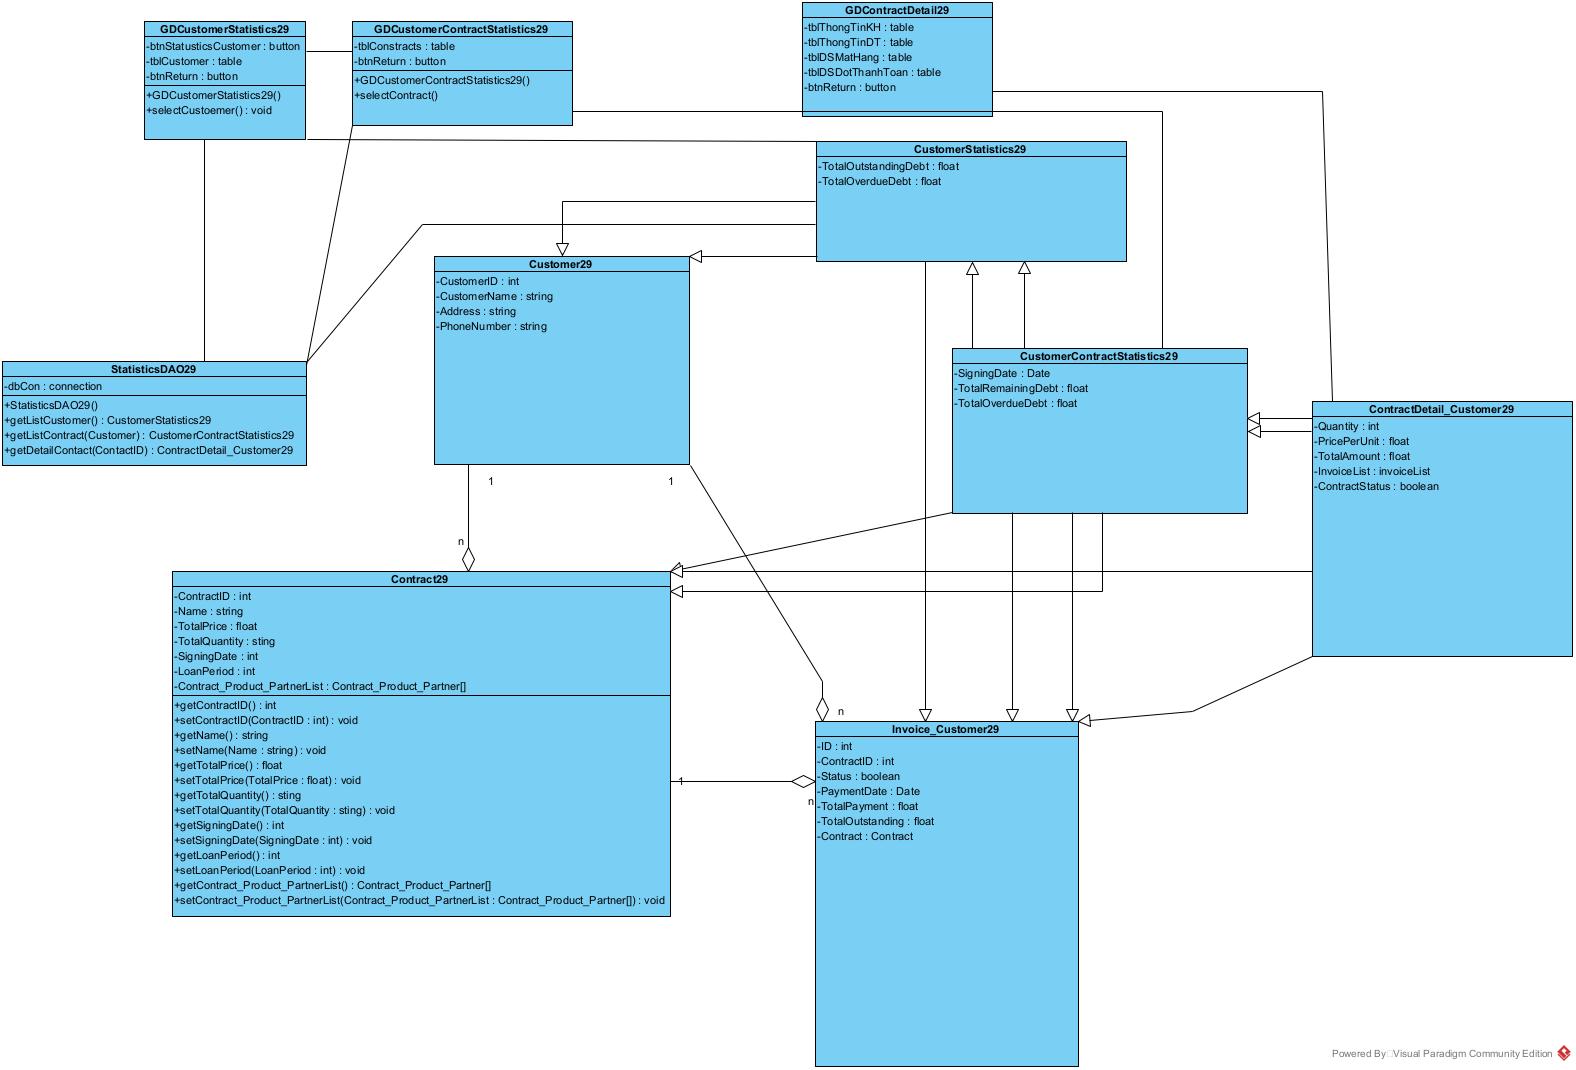 GDCustomerStatistics29
-btnStatusticsCustomer : button
-tblCustomer : table
-btnReturn : button
+GDCustomerStatistics29()
+selectCustoemer() : void
GDCustomerContractStatistics29
-tblConstracts : table
-btnReturn : button
+GDCustomerContractStatistics29()
+selectContract()
GDContractDetail29
-tblThongTinKH : table
-tblThongTinDT : table
-tblDSMatHang : table
-tblDSDotThanhToan : table
-btnReturn : button
CustomerStatistics29
-TotalOutstandingDebt : float
-TotalOverdueDebt : float
Customer29
-CustomerID : int
-CustomerName : string
-Address : string
-PhoneNumber : string
StatisticsDAO29
-dbCon : connection
+StatisticsDAO29()
+getListCustomer() : CustomerStatistics29
+getListContract(Customer) : CustomerContractStatistics29
+getDetailContact(ContactID) : ContractDetail_Customer29
CustomerContractStatistics29
-SigningDate : Date
-TotalRemainingDebt : float
-TotalOverdueDebt : float
ContractDetail_Customer29
-Quantity : int
-PricePerUnit : float
-TotalAmount : float
-InvoiceList : invoiceList
-ContractStatus : boolean
1
1
n
Contract29
-ContractID : int
-Name : string
-TotalPrice : float
-TotalQuantity : sting
-SigningDate : int
-LoanPeriod : int
-Contract_Product_PartnerList : Contract_Product_Partner[]
+getContractID() : int
+setContractID(ContractID : int) : void
+getName() : string
+setName(Name : string) : void
+getTotalPrice() : float
+setTotalPrice(TotalPrice : float) : void
+getTotalQuantity() : sting
+setTotalQuantity(TotalQuantity : sting) : void
+getSigningDate() : int
+setSigningDate(SigningDate : int) : void
+getLoanPeriod() : int
+setLoanPeriod(LoanPeriod : int) : void
+getContract_Product_PartnerList() : Contract_Product_Partner[]
+setContract_Product_PartnerList(Contract_Product_PartnerList : Contract_Product_Partner[]) : void
n
1
n
Invoice_Customer29
-ID : int
-ContractID : int
-Status : boolean
-PaymentDate : Date
-TotalPayment : float
-TotalOutstanding : float
-Contract : Contract
Powered By Visual Paradigm Community Edition